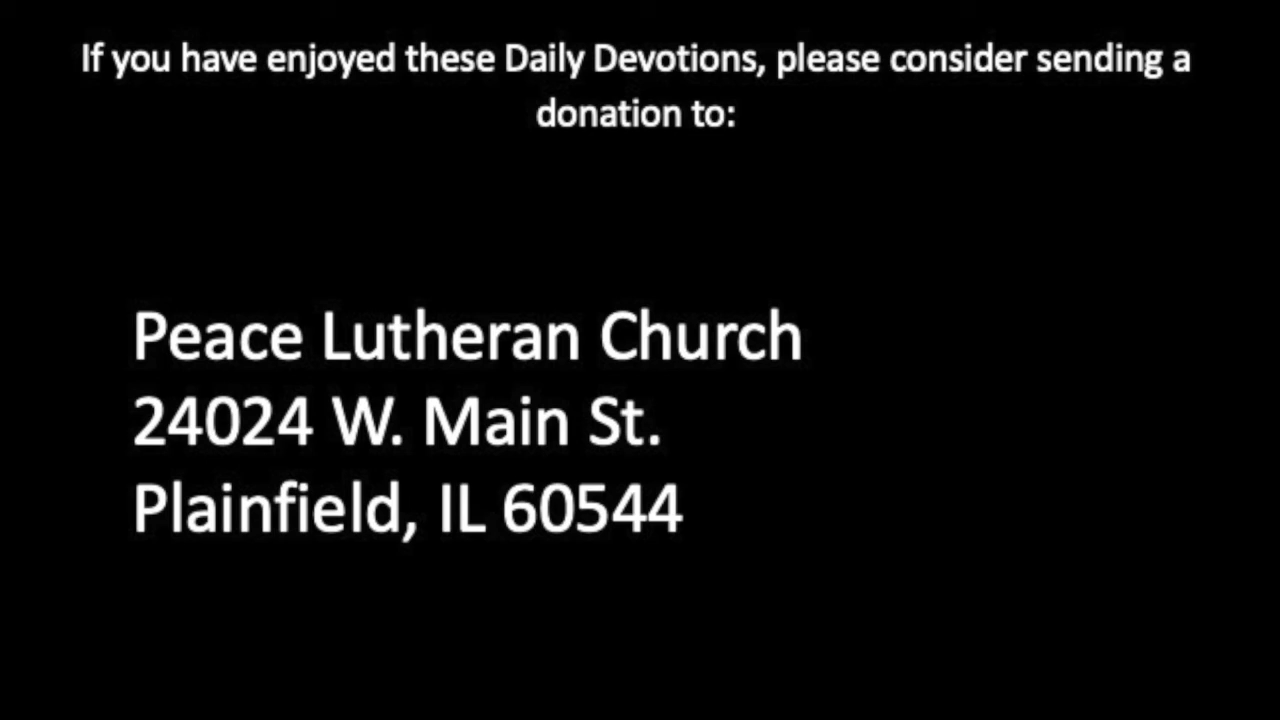 If you have enjoyed these Daily Devotions, please consider sending a
donation to:
Peace Lutheran Church
24024 W. Main St.
Plainfield, IL 60544